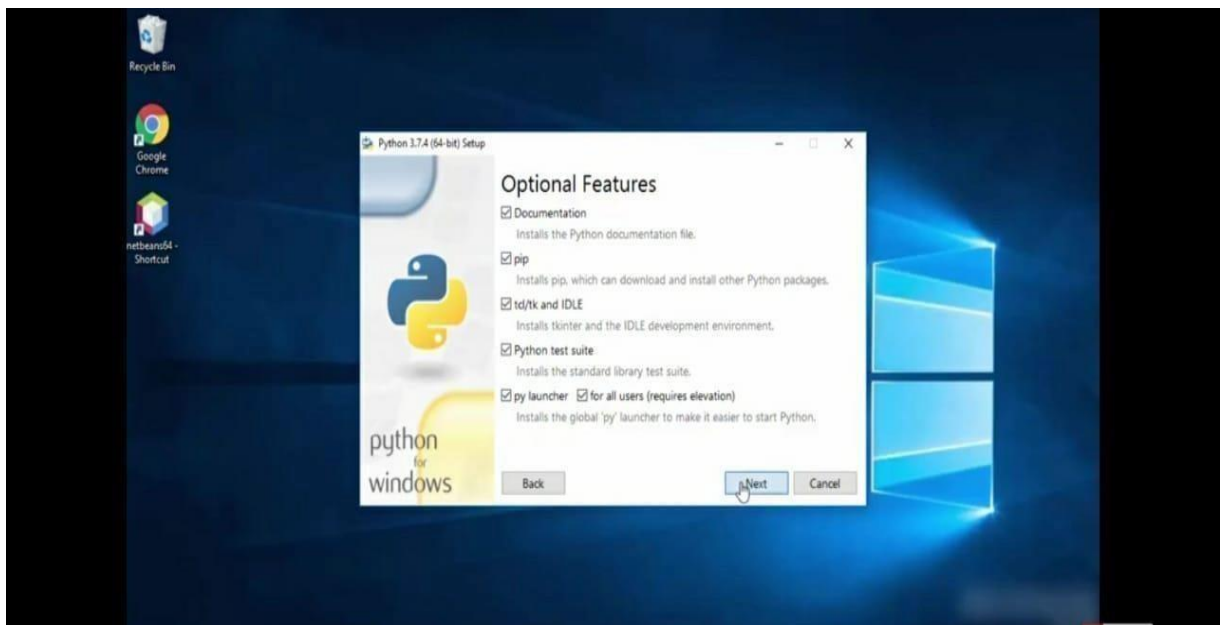 Recycle Bin
Google
Chrome
netbeans64 -
Shortcut
Python 3.7.4 (64-bit) Setup
Optional Features
Documentation
Installs the Python documentation file.
pip
Installs pip, which can download and install other Python packages.
tcl/tk and IDLE
Installs tkinter and the IDLE development environment.
Python test suite
Installs the standard library test suite.
py launcher for all users (requires elevation)
Installs the global 'py' launcher to make it easier to start Python.
python
for
windows
Back Next Cancel